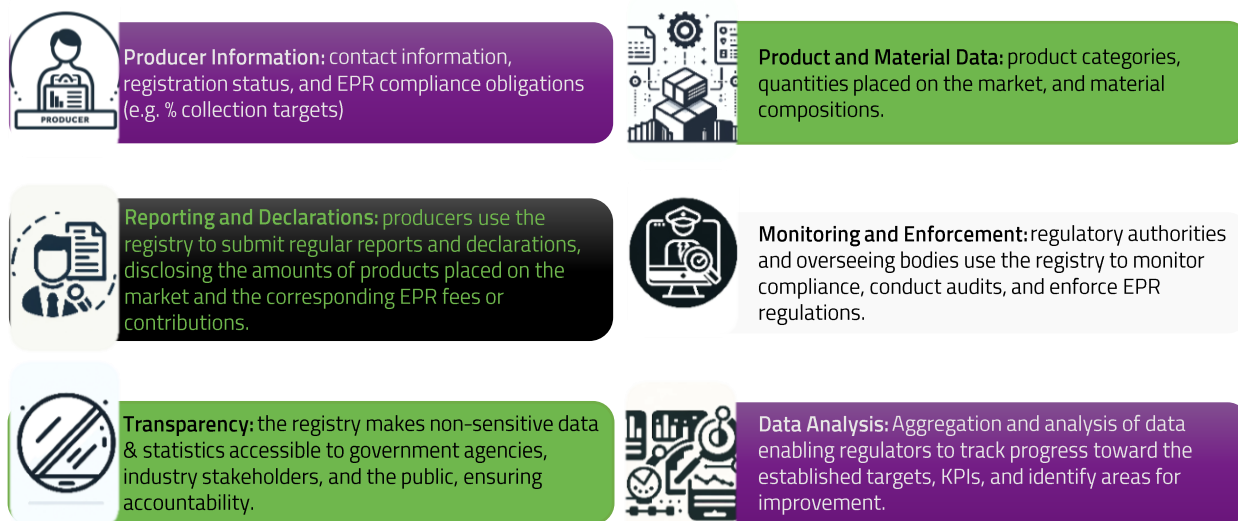 PRODUCER
Producer Information: contact information,
registration status, and EPR compliance obligations
(e.g. % collection targets)
Product and Material Data: product categories,
quantities placed on the market, and material
compositions.
Reporting and Declarations: producers use the
registry to submit regular reports and declarations,
disclosing the amounts of products placed on the
market and the corresponding EPR fees or
contributions.
Monitoring and Enforcement: regulatory authorities
and overseeing bodies use the registry to monitor
compliance, conduct audits, and enforce EPR
regulations.
Transparency: the registry makes non-sensitive data
& statistics accessible to government agencies,
industry stakeholders, and the public, ensuring
accountability.
Data Analysis: Aggregation and analysis of data
enabling regulators to track progress toward the
established targets, KPIs, and identify areas for
improvement.